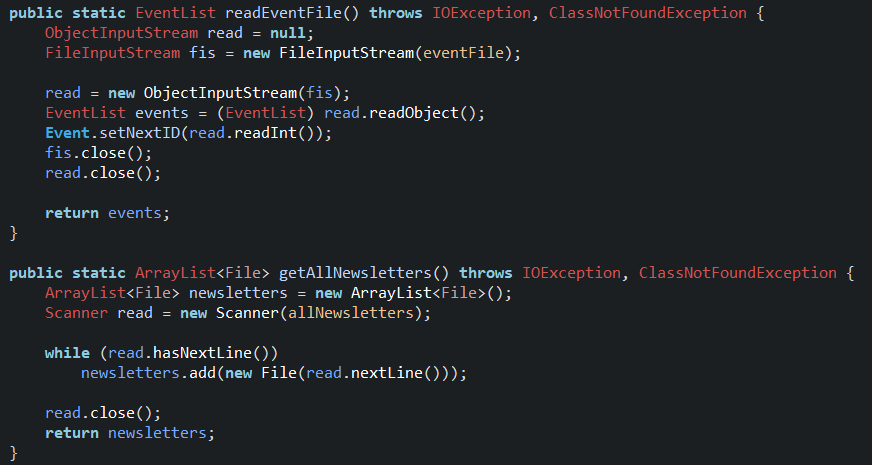 public static EventList readEventFile() throws IOException, ClassNotFoundException {
    ObjectInputStream read = null;
    FileInputStream fis = new FileInputStream(eventFile);

    read = new ObjectInputStream(fis);
    EventList events = (EventList) read.readObject();
    Event.setNextID(read.readInt());
    fis.close();
    read.close();

    return events;
}

public static ArrayList<File> getAllNewsletters() throws IOException, ClassNotFoundException {
    ArrayList<File> newsletters = new ArrayList<File>();
    Scanner read = new Scanner(allNewsletters);

    while (read.hasNextLine())
        newsletters.add(new File(read.nextLine()));

    read.close();
    return newsletters;
}